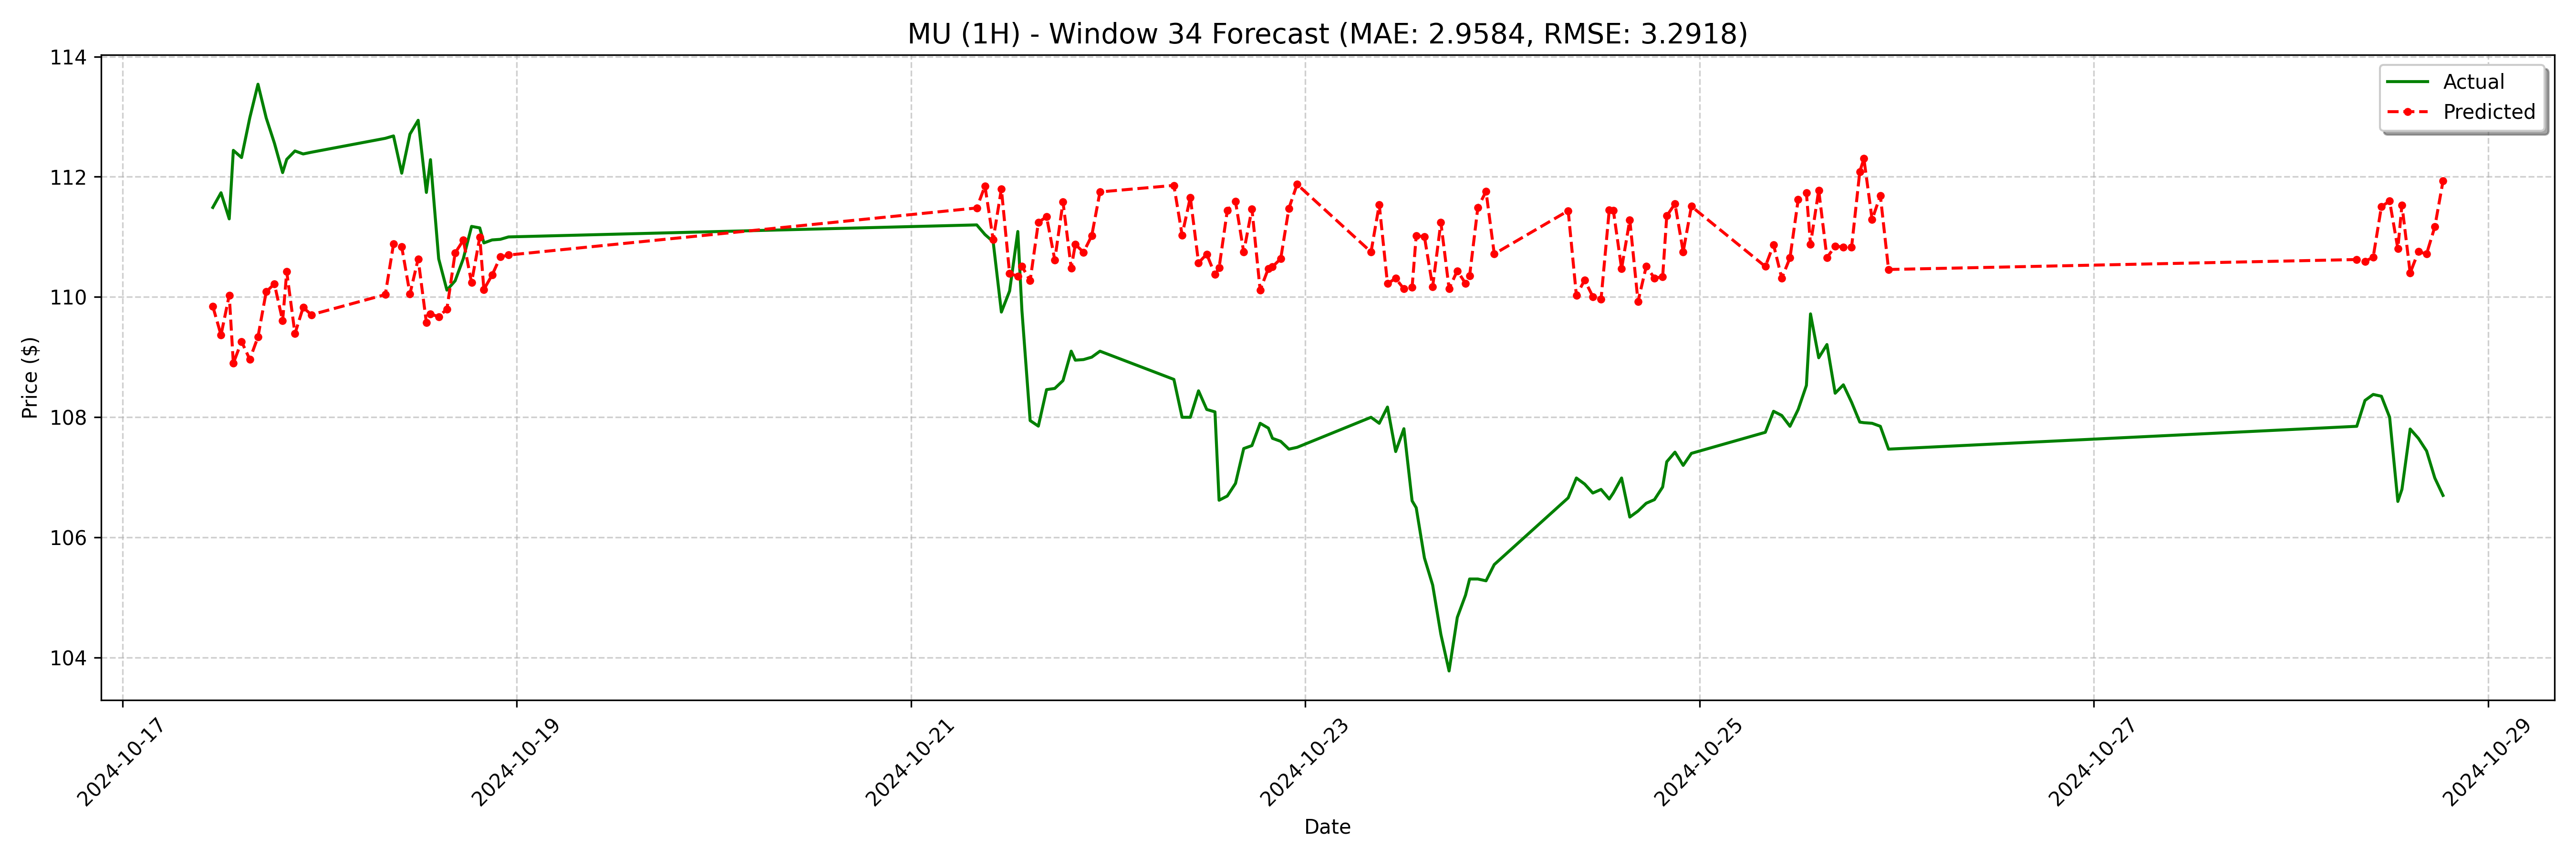 MU (1H) - Window 34 Forecast (MAE: 2.9584, RMSE: 3.2918)
Actual
Predicted
Price ($)
114
112
110
108
106
104
2024-10-17
2024-10-19
2024-10-21
2024-10-23
2024-10-25
2024-10-27
2024-10-29
Date